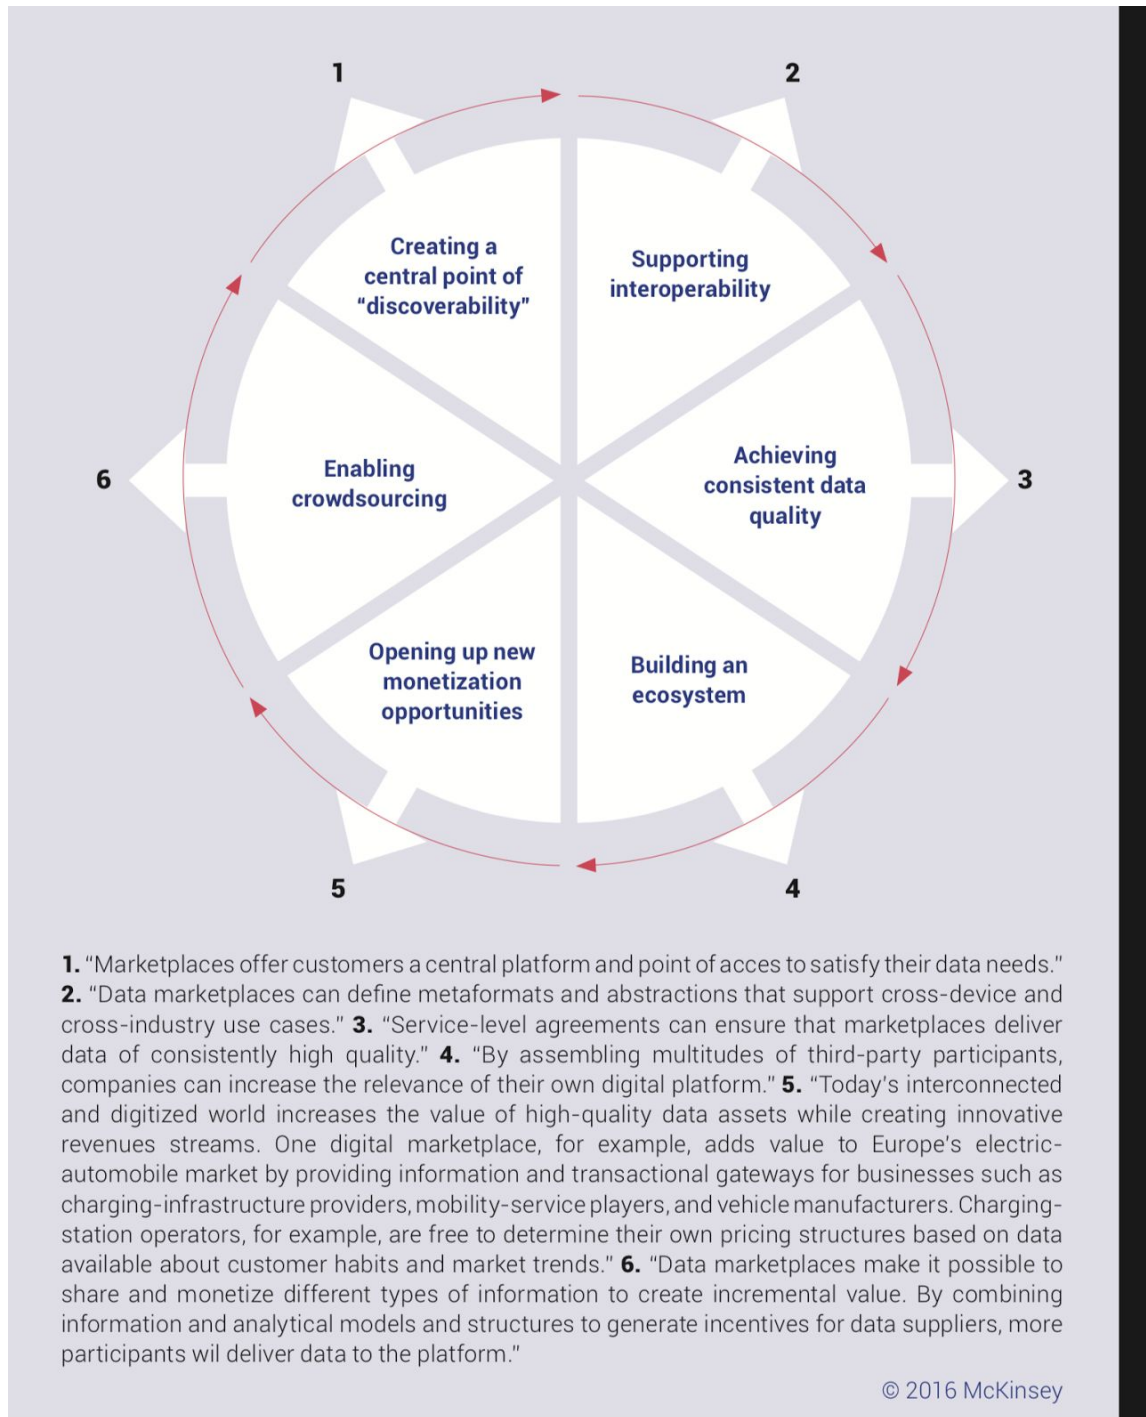 1
2
Creating a
central point of
“discoverability”
Supporting
interoperability
6
Enabling
crowdsourcing
Achieving
consistent data
quality
3
Opening up new
monetization
opportunities
Building an
ecosystem
5
4
1. “Marketplaces offer customers a central platform and point of acces to satisfy their data needs.”
2. “Data marketplaces can define metaformats and abstractions that support cross-device and
cross-industry use cases.” 3. “Service-level agreements can ensure that marketplaces deliver
data of consistently high quality.” 4. “By assembling multitudes of third-party participants,
companies can increase the relevance of their own digital platform.” 5. “Today’s interconnected
and digitized world increases the value of high-quality data assets while creating innovative
revenues streams. One digital marketplace, for example, adds value to Europe’s electric-
automobile market by providing information and transactional gateways for businesses such as
charging-infrastructure providers, mobility-service players, and vehicle manufacturers. Charging-
station operators, for example, are free to determine their own pricing structures based on data
available about customer habits and market trends.” 6. “Data marketplaces make it possible to
share and monetize different types of information to create incremental value. By combining
information and analytical models and structures to generate incentives for data suppliers, more
participants wil deliver data to the platform.”
© 2016 McKinsey